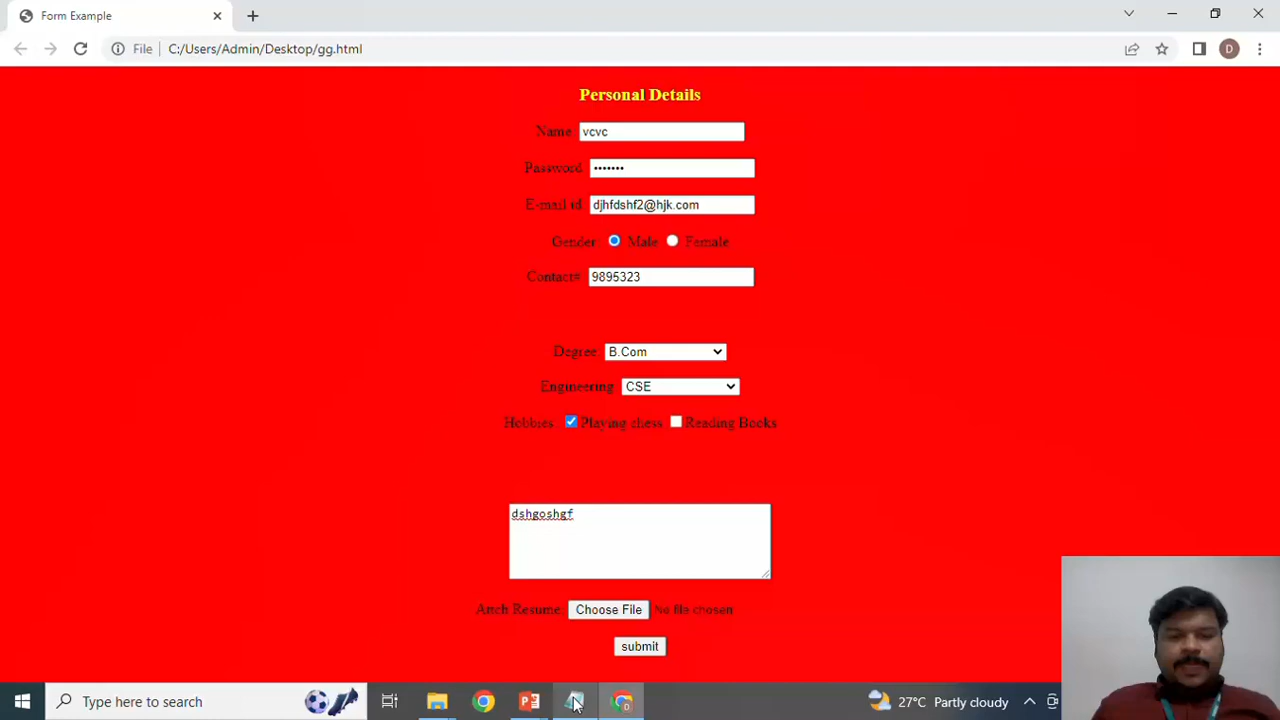 Form Example
File C:/Users/Admin/Desktop/gg.html
D
Personal Details
Name: vcvc
Password: •••••••
E-mail id: djhfdshf2@hjk.com
Gender: Male Female
Contact# 9895323
Degree: B.Com
Engineering: CSE
Hobbies: Playing chess Reading Books
dshgoshgf
Attch Resume: Choose File No file chosen
submit
Type here to search
27°C Partly cloudy